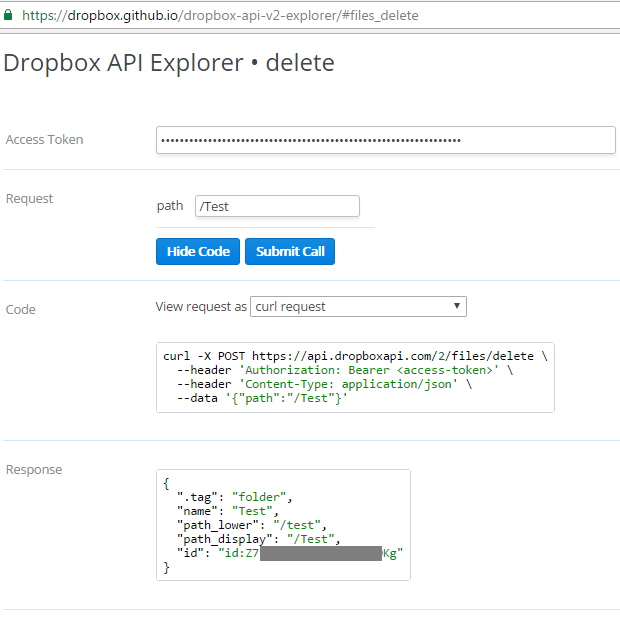 https://dropbox.github.io/dropbox-api-v2-explorer/#files_delete
Dropbox API Explorer • delete
Access Token ••••••••••••••••••••••••••••••••••••••••••••••••••••••••••••••••
Request
path /Test
Hide Code Submit Call
Code
View request as curl request
curl -X POST https://api.dropboxapi.com/2/files/delete \
--header 'Authorization: Bearer <access-token>' \
--header 'Content-Type: application/json' \
--data '{"path":"/Test"}'
Response
{
".tag": "folder",
"name": "Test",
"path_lower": "/test",
"path_display": "/Test",
"id": "id:Z7 Kg"
}